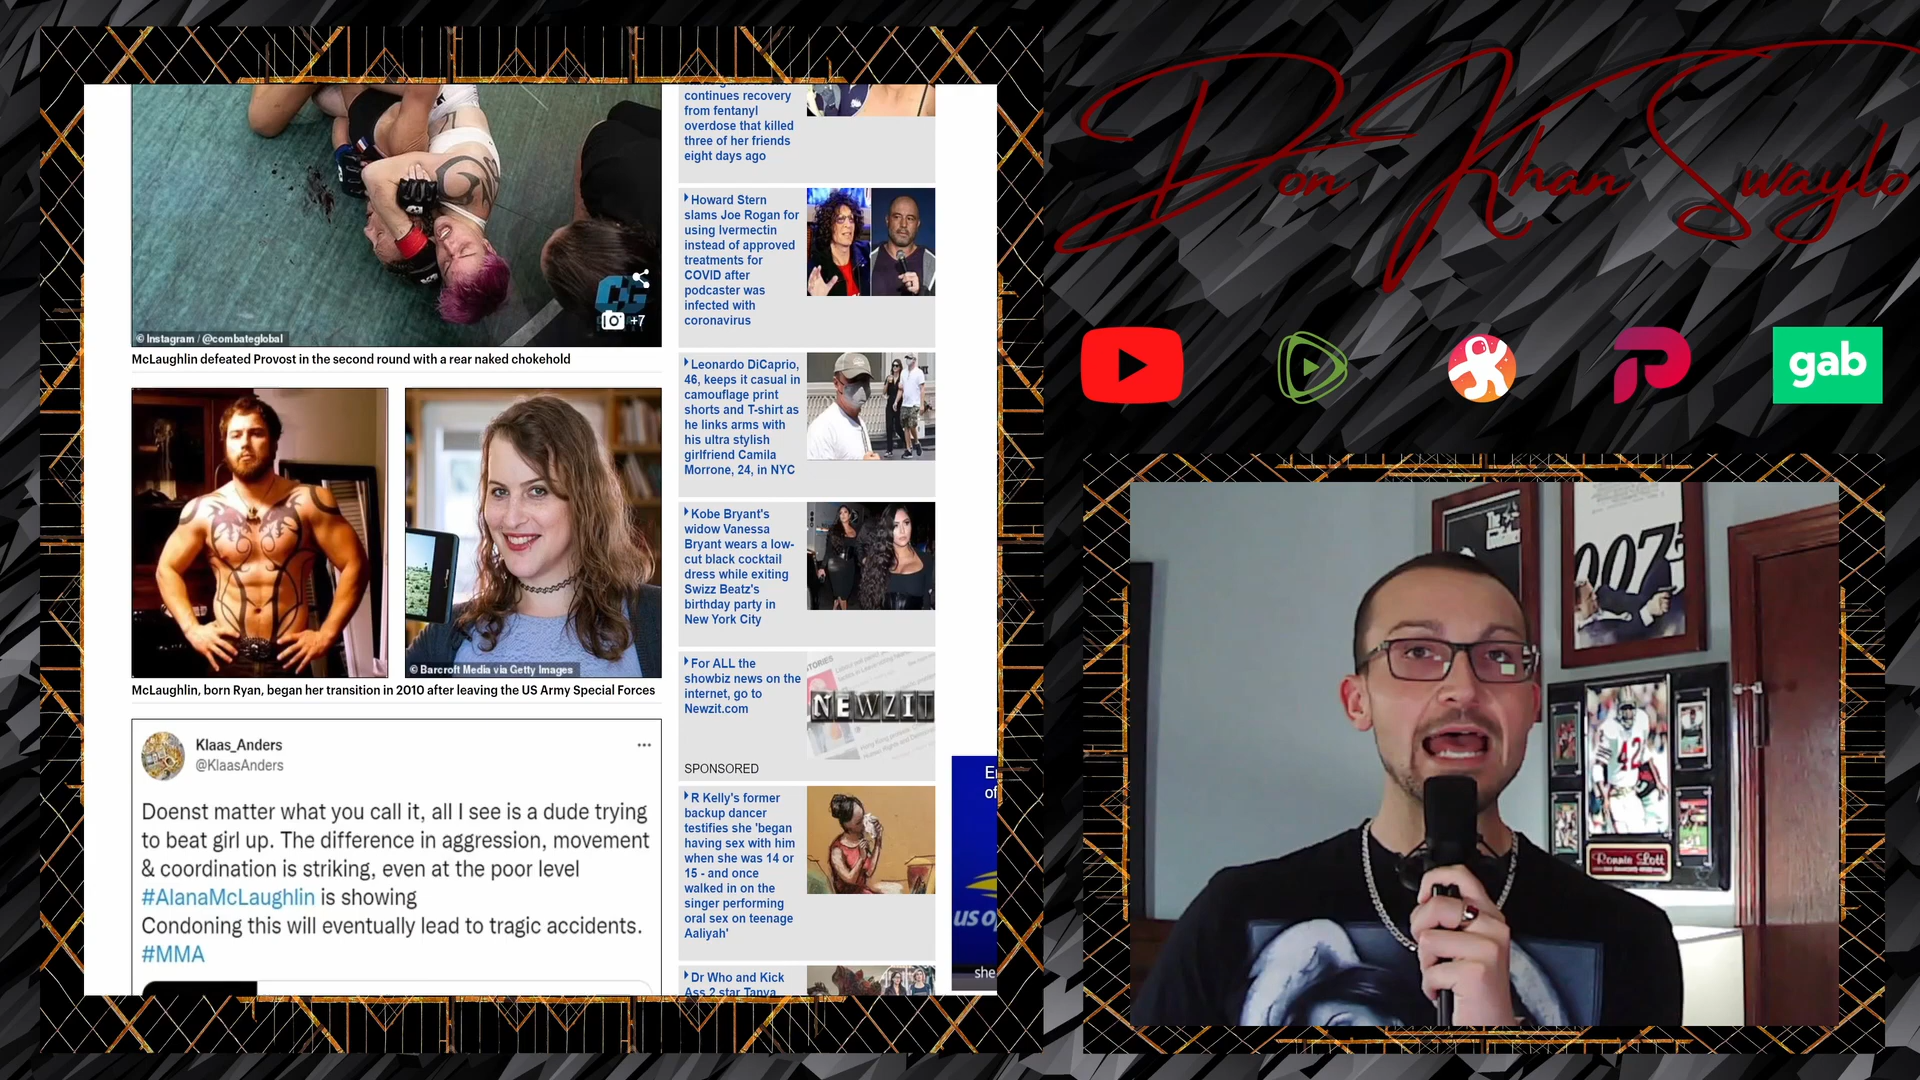 continues recovery
from fentanyl
overdose that killed
three of her friends
eight days ago
+7
© Instagram / @combateglobal
McLaughlin defeated Provost in the second round with a rear naked chokehold
© Barcroft Media via Getty Images
McLaughlin, born Ryan, began her transition in 2010 after leaving the US Army Special Forces
Klaas_Anders
@KlaasAnders
Doenst matter what you call it, all I see is a dude trying
to beat girl up. The difference in aggression, movement
& coordination is striking, even at the poor level
#AlanaMcLaughlin is showing
Condoning this will eventually lead to tragic accidents.
#MMA
Howard Stern
slams Joe Rogan for
using Ivermectin
instead of approved
treatments for
COVID after
podcaster was
infected with
coronavirus
Leonardo DiCaprio,
46, keeps it casual in
camouflage print
shorts and T-shirt as
he links arms with
his ultra stylish
girlfriend Camila
Morrone, 24, in NYC
Kobe Bryant's
widow Vanessa
Bryant wears a low-
cut black cocktail
dress while exiting
Swizz Beatz's
birthday party in
New York City
For ALL the
showbiz news on the
internet, go to
Newzit.com
NEWZIT
SPONSORED
R Kelly's former
backup dancer
testifies she 'began
having sex with him
when she was 14 or
15 - and once
walked in on the
singer performing
oral sex on teenage
Aaliyah'
Dr Who and Kick
Ass 2 star Tanya
us op
she
Don Khan Swaylo
gab
007
42
Ronnie Lott